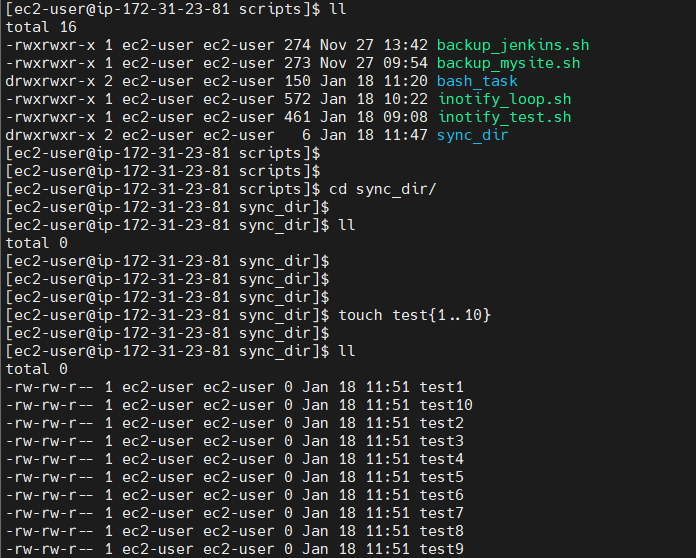 [ec2-user@ip-172-31-23-81 scripts]$ ll
total 16
-rwxrwxr-x 1 ec2-user ec2-user 274 Nov 27 13:42 backup_jenkins.sh
-rwxrwxr-x 1 ec2-user ec2-user 273 Nov 27 09:54 backup_mysite.sh
drwxrwxr-x 2 ec2-user ec2-user 150 Jan 18 11:20 bash_task
-rwxrwxr-x 1 ec2-user ec2-user 572 Jan 18 10:22 inotify_loop.sh
-rwxrwxr-x 1 ec2-user ec2-user 461 Jan 18 09:08 inotify_test.sh
drwxrwxr-x 2 ec2-user ec2-user   6 Jan 18 11:47 sync_dir
[ec2-user@ip-172-31-23-81 scripts]$
[ec2-user@ip-172-31-23-81 scripts]$
[ec2-user@ip-172-31-23-81 scripts]$ cd sync_dir/
[ec2-user@ip-172-31-23-81 sync_dir]$
[ec2-user@ip-172-31-23-81 sync_dir]$ ll
total 0
[ec2-user@ip-172-31-23-81 sync_dir]$
[ec2-user@ip-172-31-23-81 sync_dir]$
[ec2-user@ip-172-31-23-81 sync_dir]$
[ec2-user@ip-172-31-23-81 sync_dir]$ touch test{1..10}
[ec2-user@ip-172-31-23-81 sync_dir]$
[ec2-user@ip-172-31-23-81 sync_dir]$ ll
total 0
-rw-rw-r-- 1 ec2-user ec2-user 0 Jan 18 11:51 test1
-rw-rw-r-- 1 ec2-user ec2-user 0 Jan 18 11:51 test10
-rw-rw-r-- 1 ec2-user ec2-user 0 Jan 18 11:51 test2
-rw-rw-r-- 1 ec2-user ec2-user 0 Jan 18 11:51 test3
-rw-rw-r-- 1 ec2-user ec2-user 0 Jan 18 11:51 test4
-rw-rw-r-- 1 ec2-user ec2-user 0 Jan 18 11:51 test5
-rw-rw-r-- 1 ec2-user ec2-user 0 Jan 18 11:51 test6
-rw-rw-r-- 1 ec2-user ec2-user 0 Jan 18 11:51 test7
-rw-rw-r-- 1 ec2-user ec2-user 0 Jan 18 11:51 test8
-rw-rw-r-- 1 ec2-user ec2-user 0 Jan 18 11:51 test9